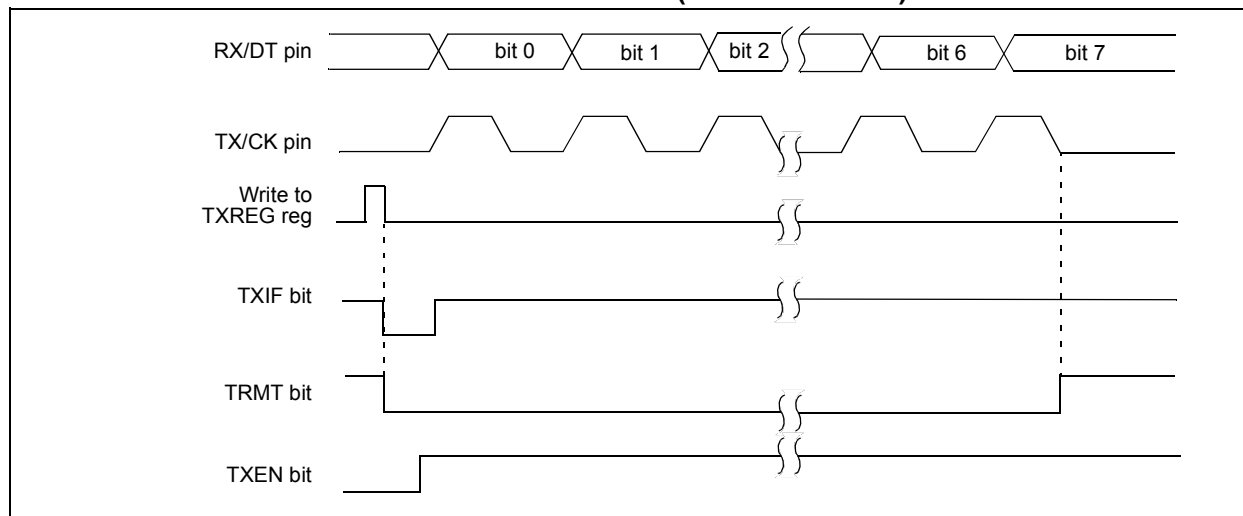 RX/DT pin
bit 0
bit 1
bit 2
bit 6
bit 7
TX/CK pin
Write to
TXREG reg
TXIF bit
TRMT bit
TXEN bit